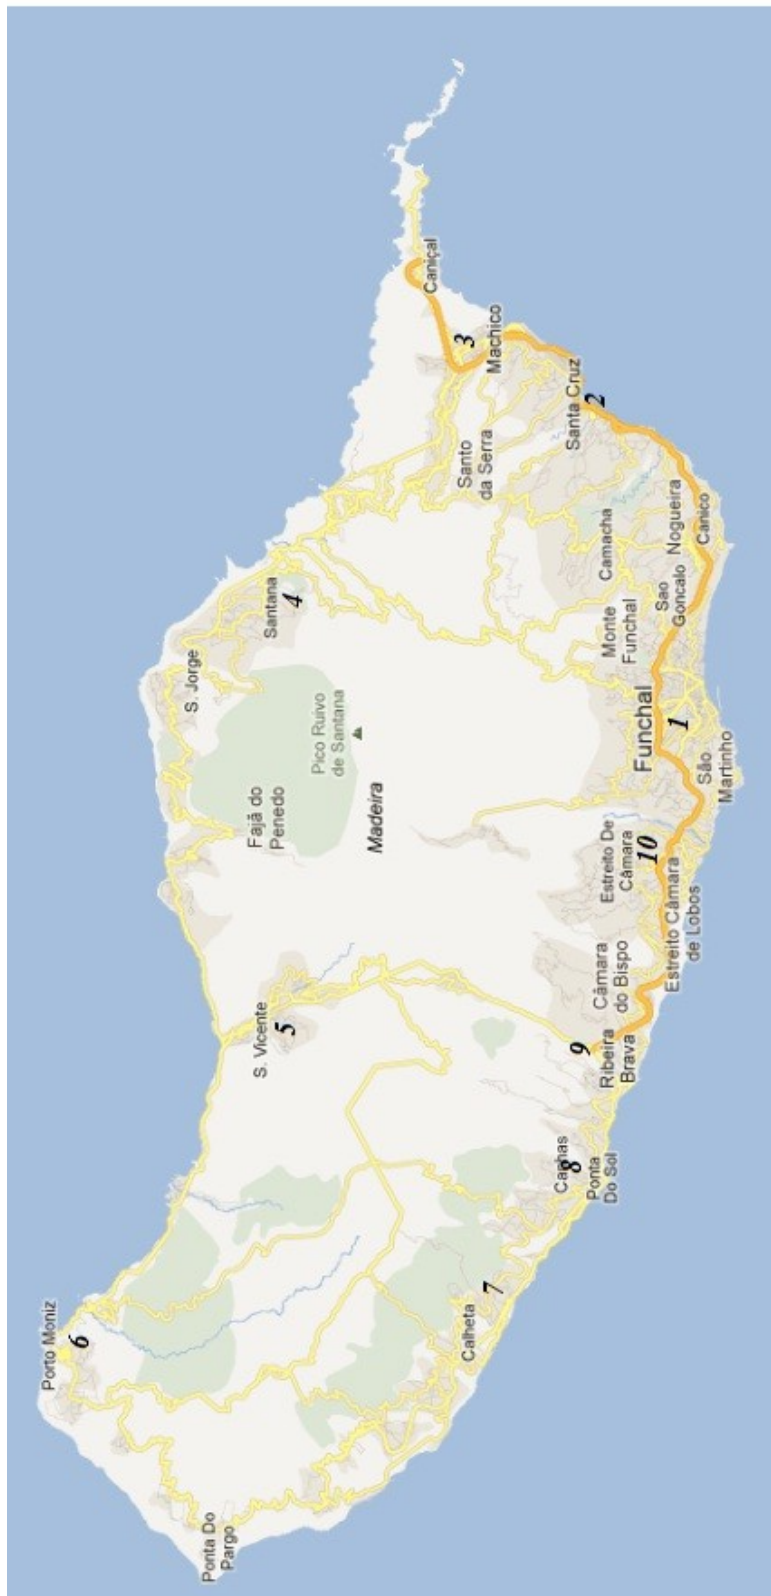 Porto Moniz
6
S. Jorge
Ponta Do
Pargo
Fajã do
Penedo
S. Vicente
5
Santana
4
Pico Ruivo
de Santana
Madeira
Caniçal
3
Machico
Santo
da Serra
Calheta
7
Canhas
8
Ponta
Do Sol
9
Ribeira
Brava
Santa Cruz
2
Câmara
do Bispo
Estreito De
Câmara
10
Monte
Funchal
Camacha
Funchal
1
Sao
Goncalo
Nogueira
Estreito Câmara
de Lobos
São
Martinho
Canico